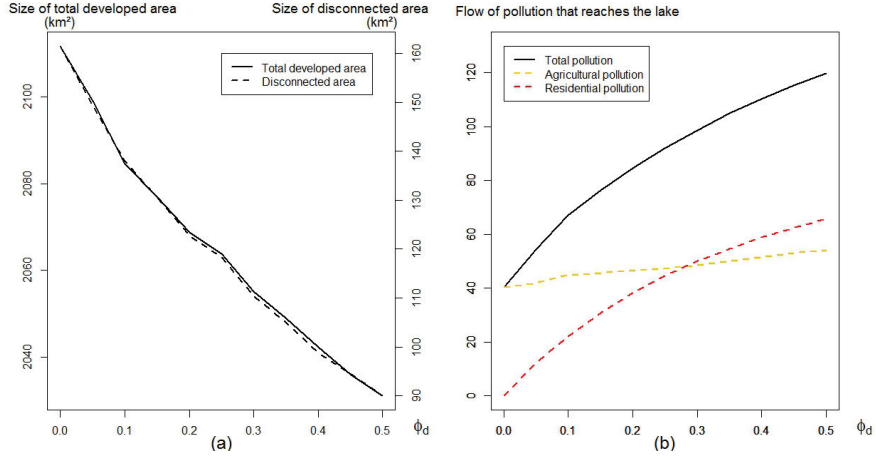 Size of total developed area
(km²)
Size of disconnected area
(km²)
Total developed area
Disconnected area
2100
2080
2060
2040
160
150
140
130
120
110
100
90
0.0 0.1 0.2 0.3 0.4 0.5 ϕd
(a)
Flow of pollution that reaches the lake
Total pollution
Agricultural pollution
Residential pollution
120
100
80
60
40
20
0
0.0 0.1 0.2 0.3 0.4 0.5 ϕd
(b)